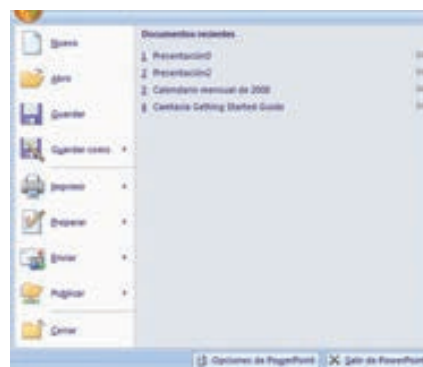 Nuevo
Abrir
Guardar
Guardar como
Imprimir
Preparar
Enviar
Publicar
Cerrar
Documentos recientes
1 Presentación3
2 Presentación2
3 Calendario mensual de 2008
4 Camtasia Getting Started Guide
Opciones de PowerPoint
Salir de PowerPoint